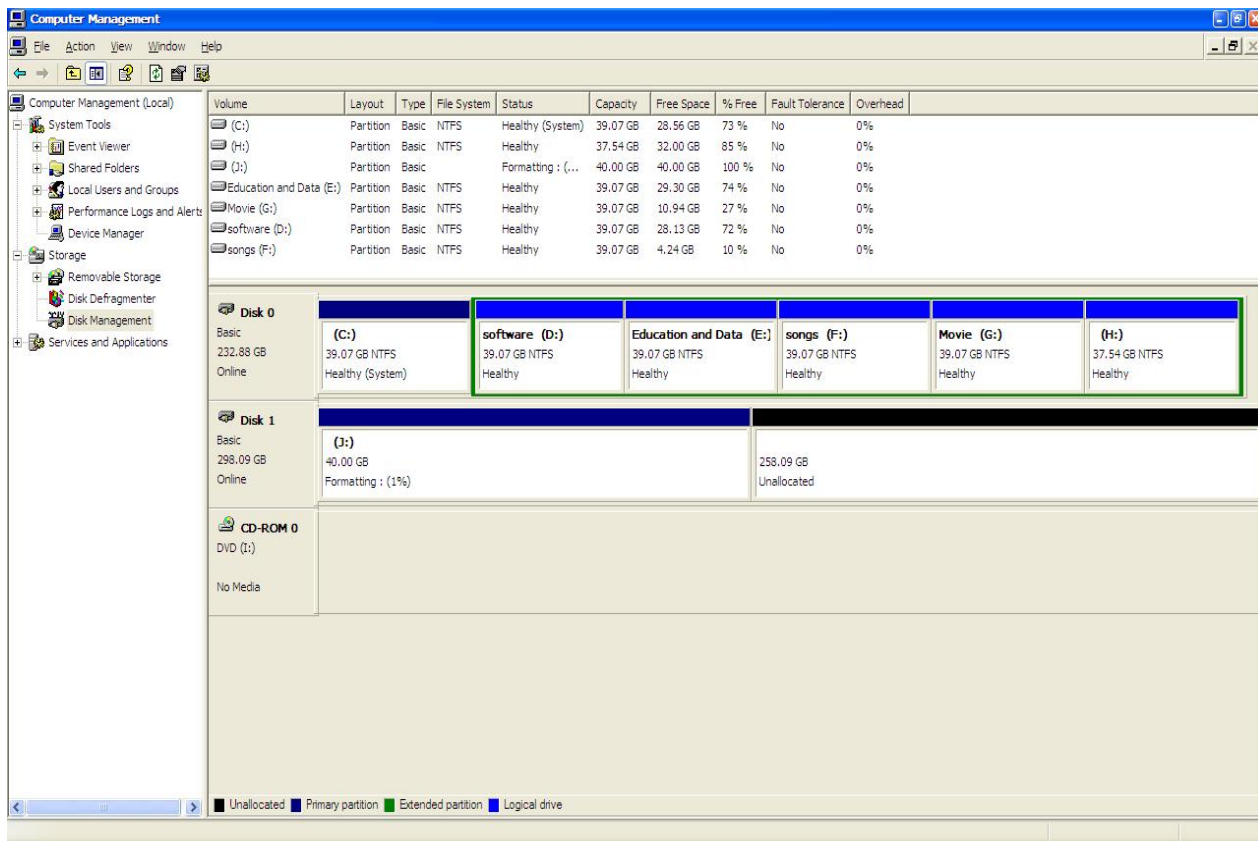 Computer Management
File Action View Window Help
Computer Management (Local)
System Tools
Event Viewer
Shared Folders
Local Users and Groups
Performance Logs and Alerts
Device Manager
Storage
Removable Storage
Disk Defragmenter
Disk Management
Services and Applications
Volume Layout Type File System Status Capacity Free Space % Free Fault Tolerance Overhead
(C:) Partition Basic NTFS Healthy (System) 39.07 GB 28.56 GB 73 % No 0%
(H:) Partition Basic NTFS Healthy 37.54 GB 32.00 GB 85 % No 0%
(J:) Partition Basic Formatting : (... 40.00 GB 40.00 GB 100 % No 0%
Education and Data (E:) Partition Basic NTFS Healthy 39.07 GB 29.30 GB 74 % No 0%
Movie (G:) Partition Basic NTFS Healthy 39.07 GB 10.94 GB 27 % No 0%
software (D:) Partition Basic NTFS Healthy 39.07 GB 28.13 GB 72 % No 0%
songs (F:) Partition Basic NTFS Healthy 39.07 GB 4.24 GB 10 % No 0%
Disk 0
Basic
232.88 GB
Online
(C:)
39.07 GB NTFS
Healthy (System)
software (D:)
39.07 GB NTFS
Healthy
Education and Data (E:)
39.07 GB NTFS
Healthy
songs (F:)
39.07 GB NTFS
Healthy
Movie (G:)
39.07 GB NTFS
Healthy
(H:)
37.54 GB NTFS
Healthy
Disk 1
Basic
298.09 GB
Online
(J:)
40.00 GB
Formatting : (1%)
258.09 GB
Unallocated
CD-ROM 0
DVD (I:)
No Media
Unallocated Primary partition Extended partition Logical drive